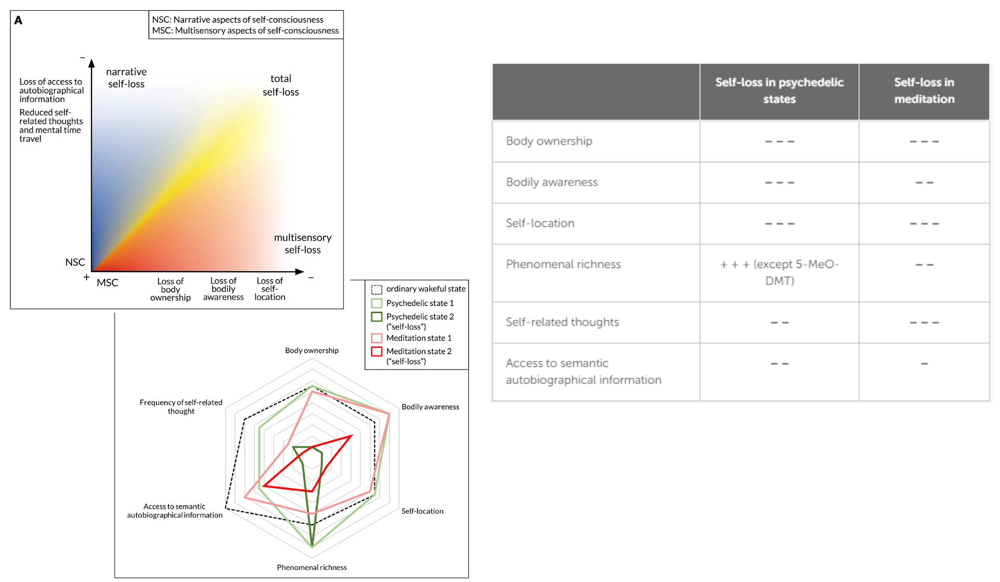 A
NSC: Narrative aspects of self-consciousness
MSC: Multisensory aspects of self-consciousness
–
narrative
self-loss
total
self-loss
Loss of access to
autobiographical
information
Reduced self-
related thoughts
and mental time
travel
multisensory
self-loss
NSC
+
MSC
–
Loss of
body
ownership
Loss of
bodily
awareness
Loss of
self-
location
ordinary wakeful state
Psychedelic state 1
Psychedelic state 2
(“self-loss”)
Meditation state 1
Meditation state 2
(“self-loss”)
Body ownership
Frequency of self-related
thought
Bodily awareness
Access to semantic
autobiographical information
Self-location
Phenomenal richness
Self-loss in psychedelic
states
Self-loss in
meditation
Body ownership
– – –
– – –
Bodily awareness
– – –
– –
Self-location
– – –
– – –
Phenomenal richness
+ + + (except 5-MeO-
DMT)
– –
Self-related thoughts
– –
– – –
Access to semantic
autobiographical information
– –
–